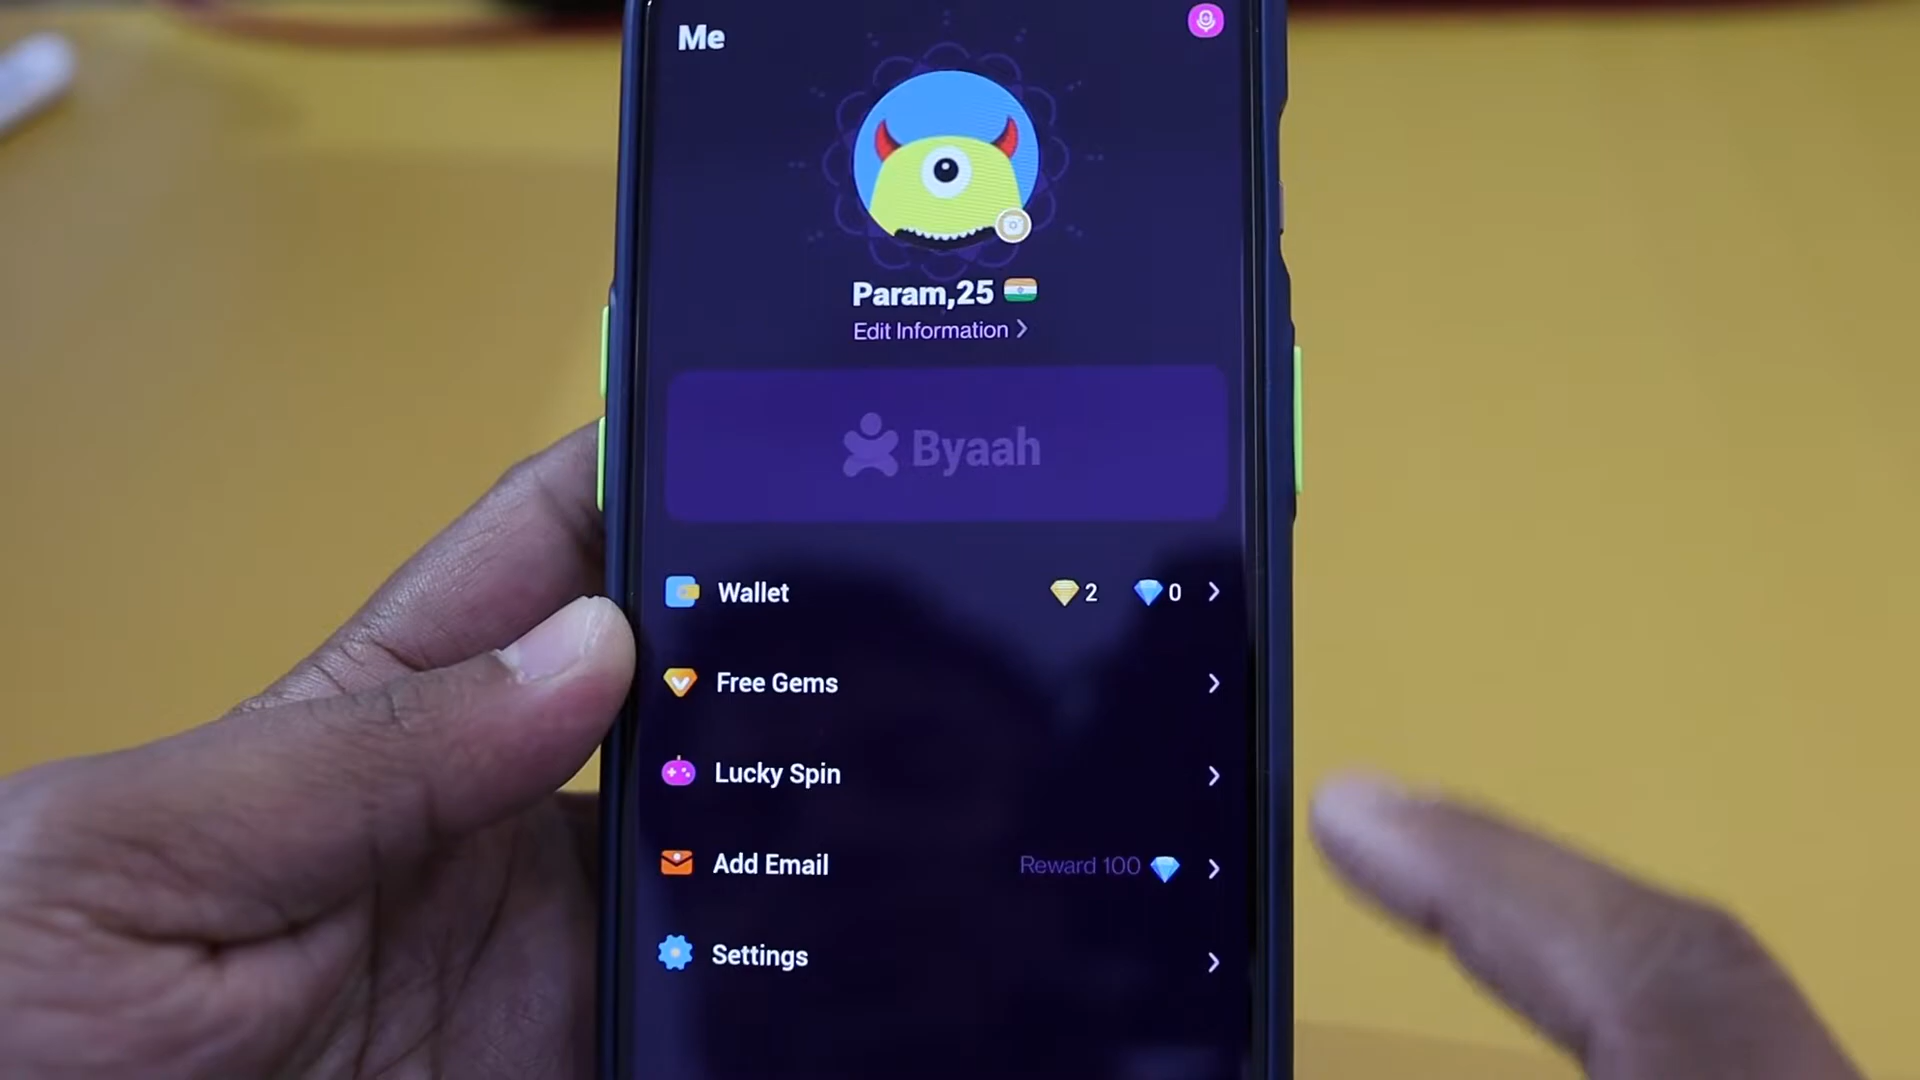 Me
Param,25
Edit Information
Byaah
Wallet 2 0
Free Gems
Lucky Spin
Add Email Reward 100
Settings